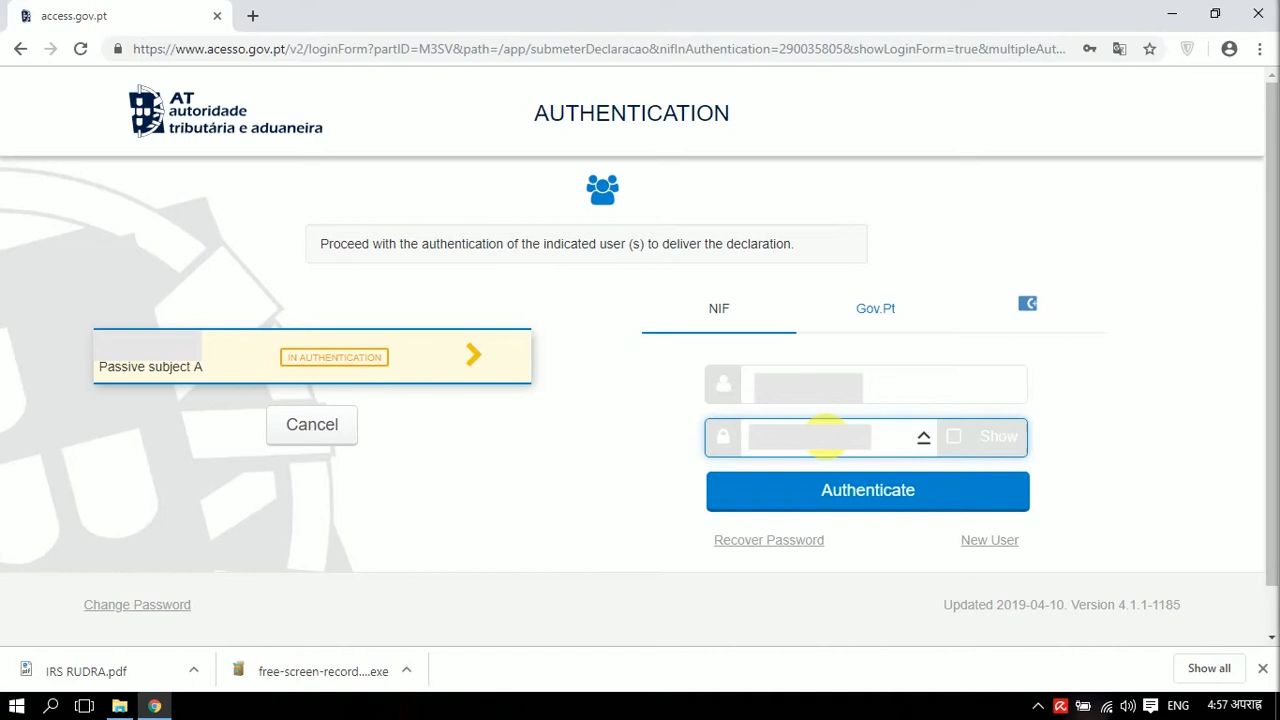 access.gov.pt
https://www.acesso.gov.pt/v2/loginForm?partID=M3SV&path=/app/submeterDeclaracao&nifInAuthentication=290035805&showLoginForm=true&multipleAut...
AT
autoridade
tributária e aduaneira
AUTHENTICATION
Proceed with the authentication of the indicated user (s) to deliver the declaration.
NIF
Gov.Pt
Passive subject A
IN AUTHENTICATION
Cancel
Show
Authenticate
Recover Password
New User
Change Password
Updated 2019-04-10. Version 4.1.1-1185
IRS RUDRA.pdf
free-screen-record....exe
Show all
ENG
4:57 अपराह्न